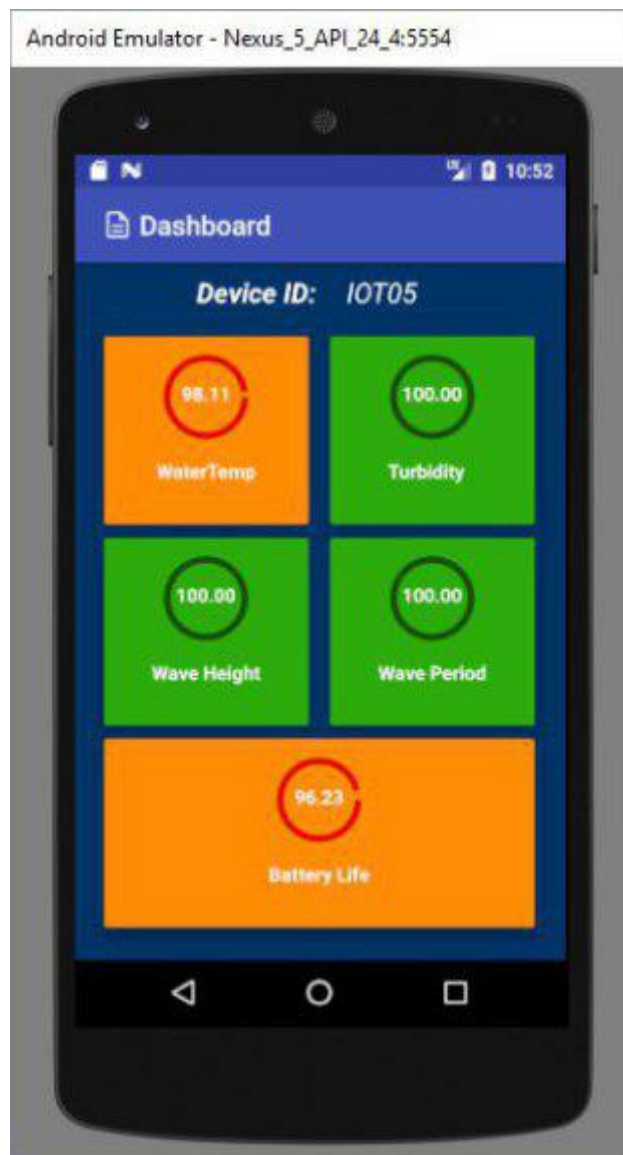 Android Emulator - Nexus_5_API_24_4:5554
10:52
Dashboard
Device ID: IOT05
98.11
100.00
WaterTemp
Turbidity
100.00
100.00
Wave Height
Wave Period
96.23
Battery Life